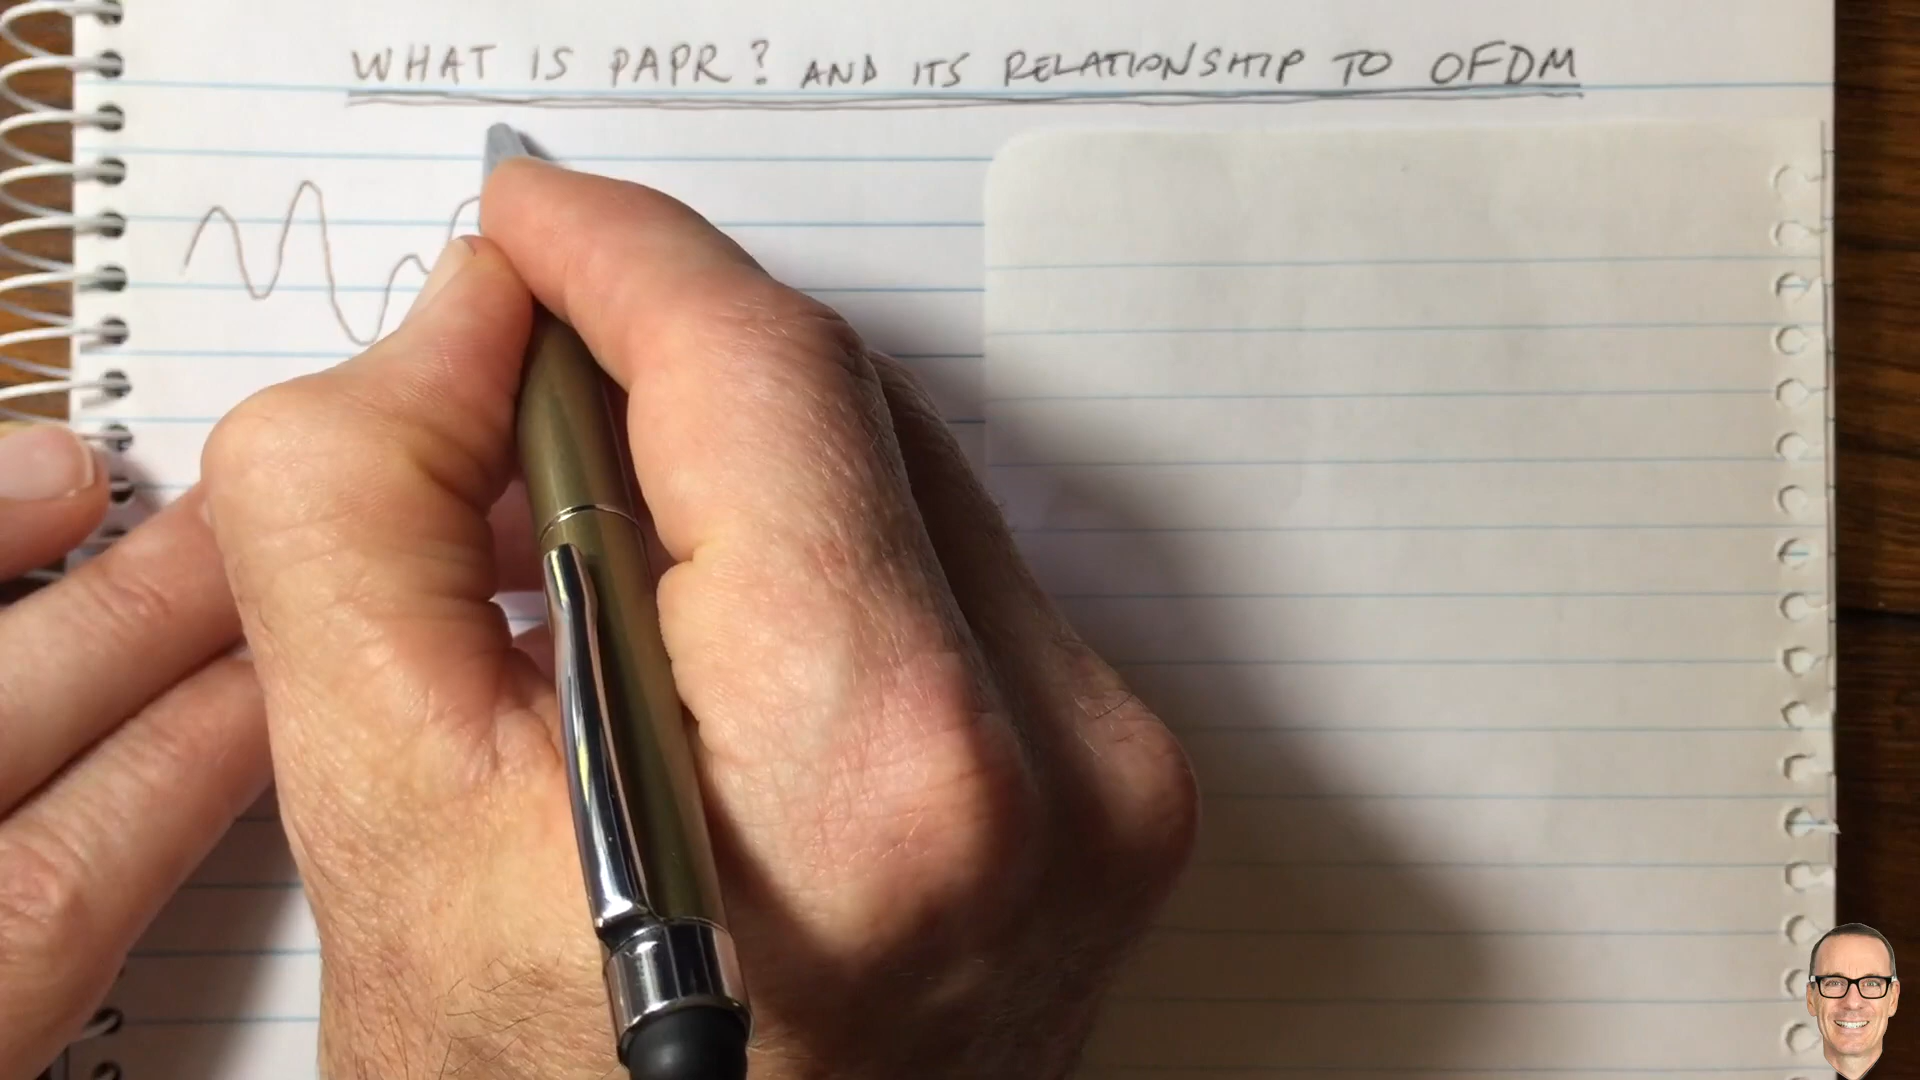 WHAT IS PAPR? AND ITS RELATIONSHIP TO OFDM